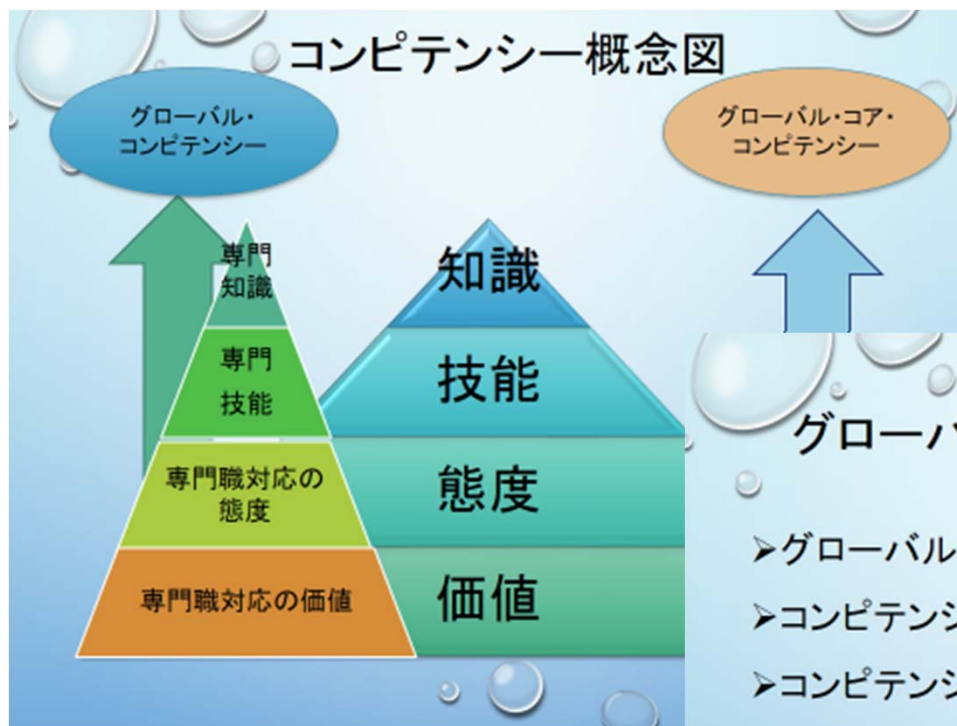 コンピテンシー概念図
グローバル・
コンピテンシー
グローバル・コア・
コンピテンシー
専門
知識
専門
技能
専門職対応の
態度
専門職対応の価値
知識
技能
態度
価値
グロー
➤グローバル
➤コンピテン
➤コンピテン